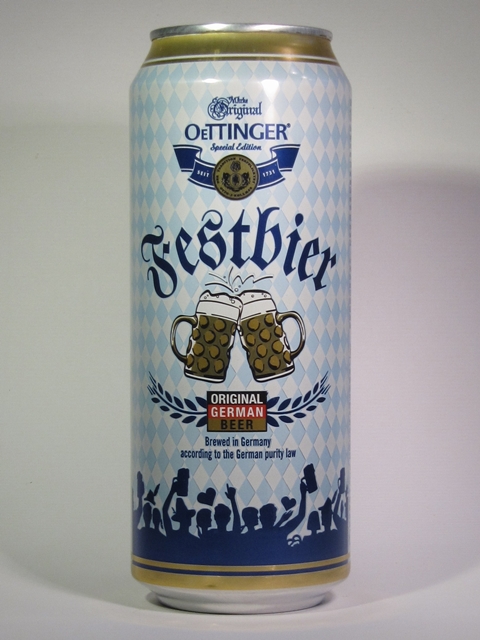 Original
OeTTINGER®
Special Edition
SEIT 1731
Festbier
ORIGINAL
GERMAN
BEER
Brewed in Germany
according to the German purity law